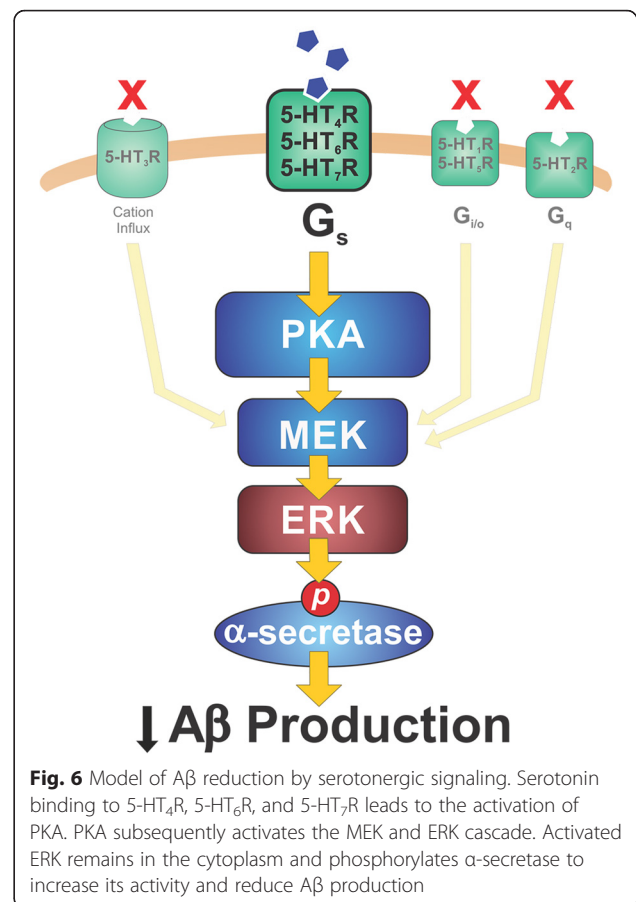 X
X
X
5-HT₃R
5-HT₄R
5-HT₆R
5-HT₇R
5-HT₁R
5-HT₅R
5-HT₂R
Cation
Influx
Gₛ
G_i/o
G_q
PKA
MEK
ERK
p
α-secretase
↓ Aβ Production
Fig. 6 Model of Aβ reduction by serotonergic signaling. Serotonin
binding to 5-HT₄R, 5-HT₆R, and 5-HT₇R leads to the activation of
PKA. PKA subsequently activates the MEK and ERK cascade. Activated
ERK remains in the cytoplasm and phosphorylates α-secretase to
increase its activity and reduce Aβ production